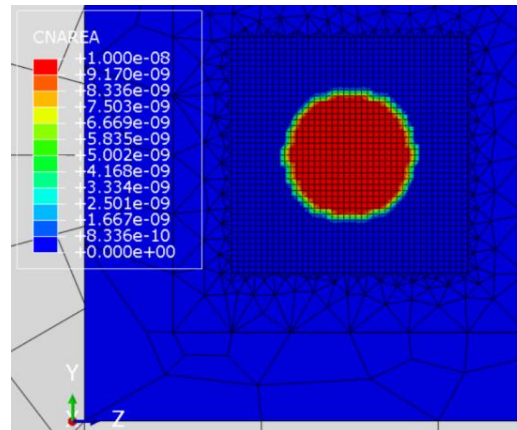 CNAREA
+1.000e-08
+9.170e-09
+8.336e-09
+7.503e-09
+6.669e-09
+5.835e-09
+5.002e-09
+4.168e-09
+3.334e-09
+2.501e-09
+1.667e-09
+8.336e-10
+0.000e+00
Y
X Z